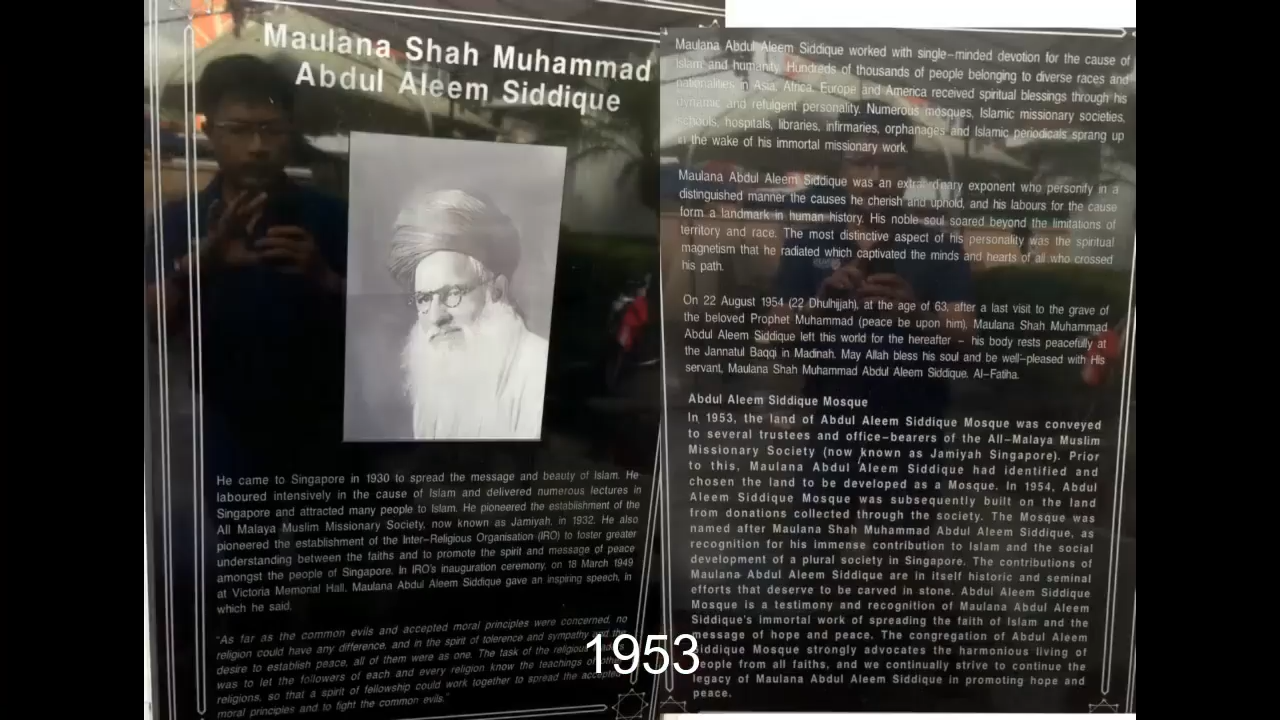 Maulana Shah Muhammad
Abdul Aleem Siddique
He came to Singapore in 1930 to spread the message and beauty of Islam. He
laboured intensively in the cause of Islam and delivered numerous lectures in
Singapore and attracted many people to Islam. He pioneered the establishment of the
All Malaya Muslim Missionary Society, now known as Jamiyah, in 1932. He also
pioneered the establishment of the Inter-Religious Organisation (IRO) to foster greater
understanding between the faiths and to promote the spirit and message of peace
amongst the people of Singapore. In IRO's inauguration ceremony, on 18 March 1949
at Victoria Memorial Hall, Maulana Abdul Aleem Siddique gave an inspiring speech, in
which he said,
"As far as the common evils and accepted moral principles were concerned, no
religion could have any difference, and in the spirit of tolerence and sympathy and the
desire to establish peace, all of them were as one. The task of the religious
was to let the followers of each and every religion know the teachings of other
religions, so that a spirit of fellowship could work together to spread the accepted
moral principles and to fight the common evils."
Maulana Abdul Aleem Siddique worked with single-minded devotion for the cause of
Islam and humanity. Hundreds of thousands of people belonging to diverse races and
nationalities in Asia, Africa, Europe and America received spiritual blessings through his
dynamic and refulgent personality. Numerous mosques, Islamic missionary societies,
schools, hospitals, libraries, infirmaries, orphanages and Islamic periodicals sprang up
in the wake of his immortal missionary work.
Maulana Abdul Aleem Siddique was an extraordinary exponent who personify in a
distinguished manner the causes he cherish and uphold, and his labours for the cause
form a landmark in human history. His noble soul soared beyond the limitations of
territory and race. The most distinctive aspect of his personality was the spiritual
magnetism that he radiated which captivated the minds and hearts of all who crossed
his path.
On 22 August 1954 (22 Dhulhijjah), at the age of 63, after a last visit to the grave of
the beloved Prophet Muhammad (peace be upon him), Maulana Shah Muhammad
Abdul Aleem Siddique left this world for the hereafter - his body rests peacefully at
the Jannatul Baqqi in Madinah. May Allah bless his soul and be well-pleased with His
servant, Maulana Shah Muhammad Abdul Aleem Siddique. Al-Fatiha.
Abdul Aleem Siddique Mosque
In 1953, the land of Abdul Aleem Siddique Mosque was conveyed
to several trustees and office-bearers of the All-Malaya Muslim
Missionary Society (now known as Jamiyah Singapore). Prior
to this, Maulana Abdul Aleem Siddique had identified and
chosen the land to be developed as a Mosque. In 1954, Abdul
Aleem Siddique Mosque was subsequently built on the land
from donations collected through the society. The Mosque was
named after Maulana Shah Muhammad Abdul Aleem Siddique, as
recognition for his immense contribution to Islam and the social
development of a plural society in Singapore. The contributions of
Maulana Abdul Aleem Siddique are in itself historic and seminal
efforts that deserve to be carved in stone. Abdul Aleem Siddique
Mosque is a testimony and recognition of Maulana Abdul Aleem
Siddique's immortal work of spreading the faith of Islam and the
message of hope and peace. The congregation of Abdul Aleem
Siddique Mosque strongly advocates the harmonious living of
people from all faiths, and we continually strive to continue the
legacy of Maulana Abdul Aleem Siddique in promoting hope and
peace.
1953